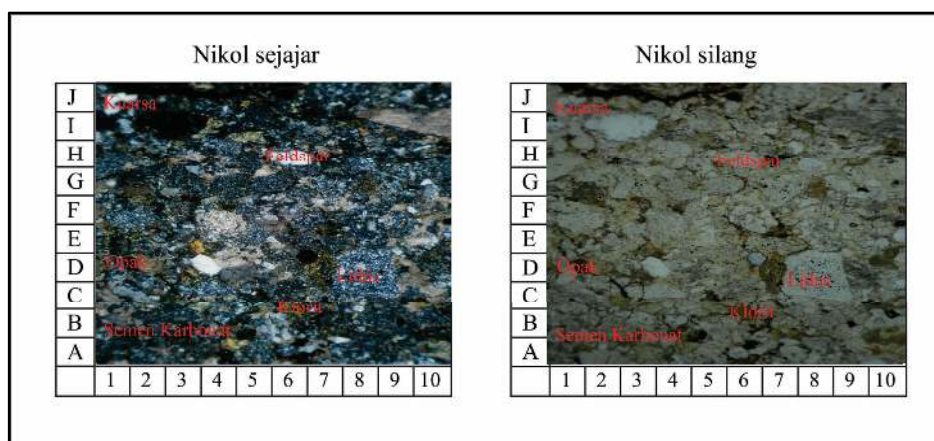 Nikol sejajar
J
I
H
G
F
E
D
C
B
A
1 2 3 4 5 6 7 8 9 10
Kuarsa
Feldspar
Opak
Litik
Klorit
Semen Karbonat
Nikol silang
J
I
H
G
F
E
D
C
B
A
1 2 3 4 5 6 7 8 9 10
Kuarsa
Feldspar
Opak
Litik
Klorit
Semen Karbonat